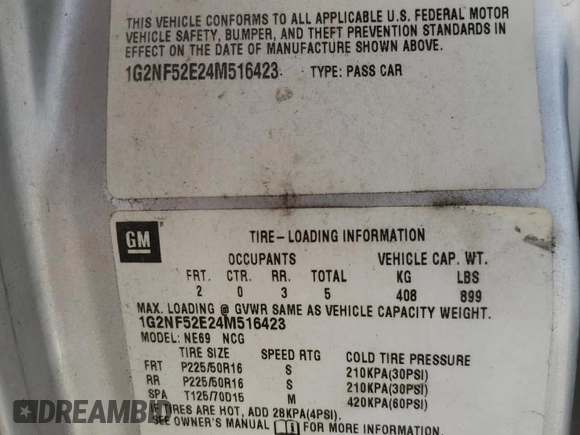 THIS VEHICLE CONFORMS TO ALL APPLICABLE U.S. FEDERAL MOTOR
VEHICLE SAFETY, BUMPER, AND THEFT PREVENTION STANDARDS IN
EFFECT ON THE DATE OF MANUFACTURE SHOWN ABOVE.
1G2NF52E24M516423 TYPE: PASS CAR
GM TIRE-LOADING INFORMATION
OCCUPANTS VEHICLE CAP. WT.
FRT. CTR. RR. TOTAL KG LBS
2 0 3 5 408 899
MAX. LOADING @ GVWR SAME AS VEHICLE CAPACITY WEIGHT.
1G2NF52E24M516423
MODEL: NE69 NCG
TIRE SIZE SPEED RTG COLD TIRE PRESSURE
FRT P225/50R16 S 210KPA(30PSI)
RR P225/50R16 S 210KPA(30PSI)
SPA T125/70D15 M 420KPA(60PSI)
IF TIRES ARE HOT, ADD 28KPA(4PSI).
SEE OWNER'S MANUAL FOR MORE INFORMATION.
DREAMBID